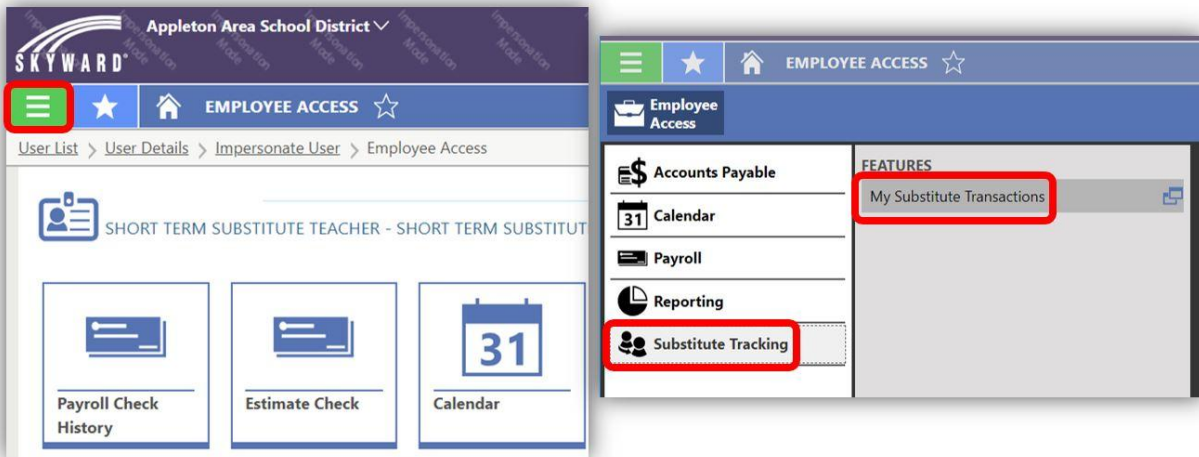 Appleton Area School District
SKYWARD
Impersonation Mode
EMPLOYEE ACCESS
User List > User Details > Impersonate User > Employee Access
SHORT TERM SUBSTITUTE TEACHER - SHORT TERM SUBSTITUT
Payroll Check
History
Estimate Check
31
Calendar
EMPLOYEE ACCESS
Employee
Access
Accounts Payable
31 Calendar
Payroll
Reporting
Substitute Tracking
FEATURES
My Substitute Transactions